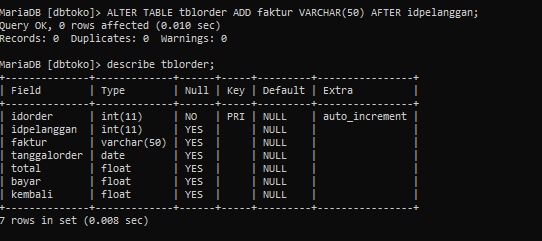 MariaDB [dbtoko]> ALTER TABLE tblorder ADD faktur VARCHAR(50) AFTER idpelanggan;
Query OK, 0 rows affected (0.010 sec)
Records: 0  Duplicates: 0  Warnings: 0

MariaDB [dbtoko]> describe tblorder;
+--------------+-------------+------+-----+---------+----------------+
| Field        | Type        | Null | Key | Default | Extra          |
+--------------+-------------+------+-----+---------+----------------+
| idorder      | int(11)     | NO   | PRI | NULL    | auto_increment |
| idpelanggan  | int(11)     | YES  |     | NULL    |                |
| faktur       | varchar(50) | YES  |     | NULL    |                |
| tanggalorder | date        | YES  |     | NULL    |                |
| total        | float       | YES  |     | NULL    |                |
| bayar        | float       | YES  |     | NULL    |                |
| kembali      | float       | YES  |     | NULL    |                |
+--------------+-------------+------+-----+---------+----------------+
7 rows in set (0.008 sec)